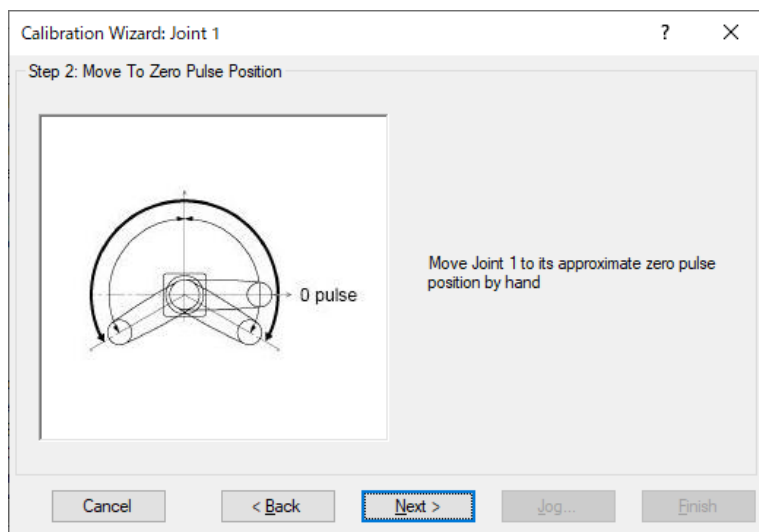 Calibration Wizard: Joint 1
?
Step 2: Move To Zero Pulse Position
0 pulse
Move Joint 1 to its approximate zero pulse
position by hand
Cancel
< Back
Next >
Jog...
Finish